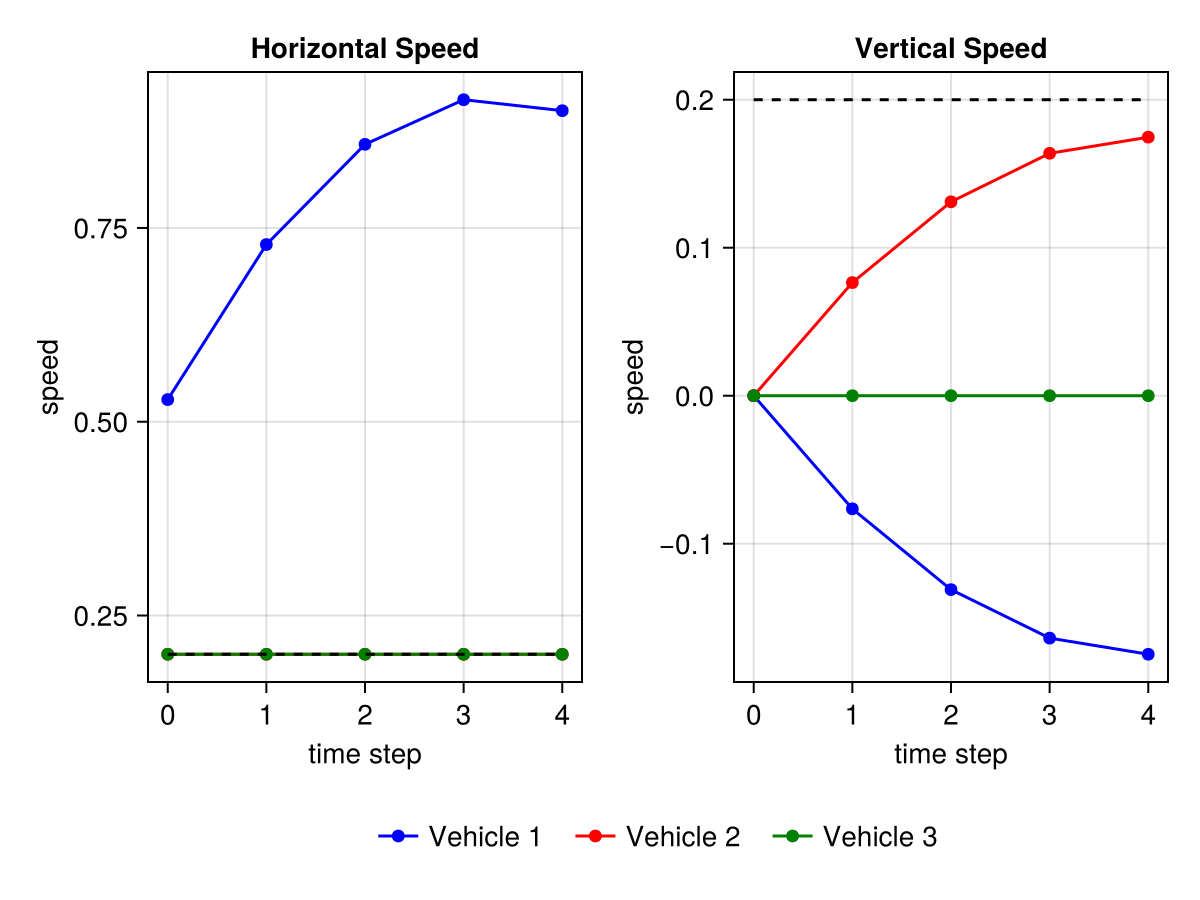 Horizontal Speed
speed
0.75
0.50
0.25
0 1 2 3 4
time step
Vertical Speed
speed
0.2
0.1
0.0
−0.1
0 1 2 3 4
time step
Vehicle 1 Vehicle 2 Vehicle 3